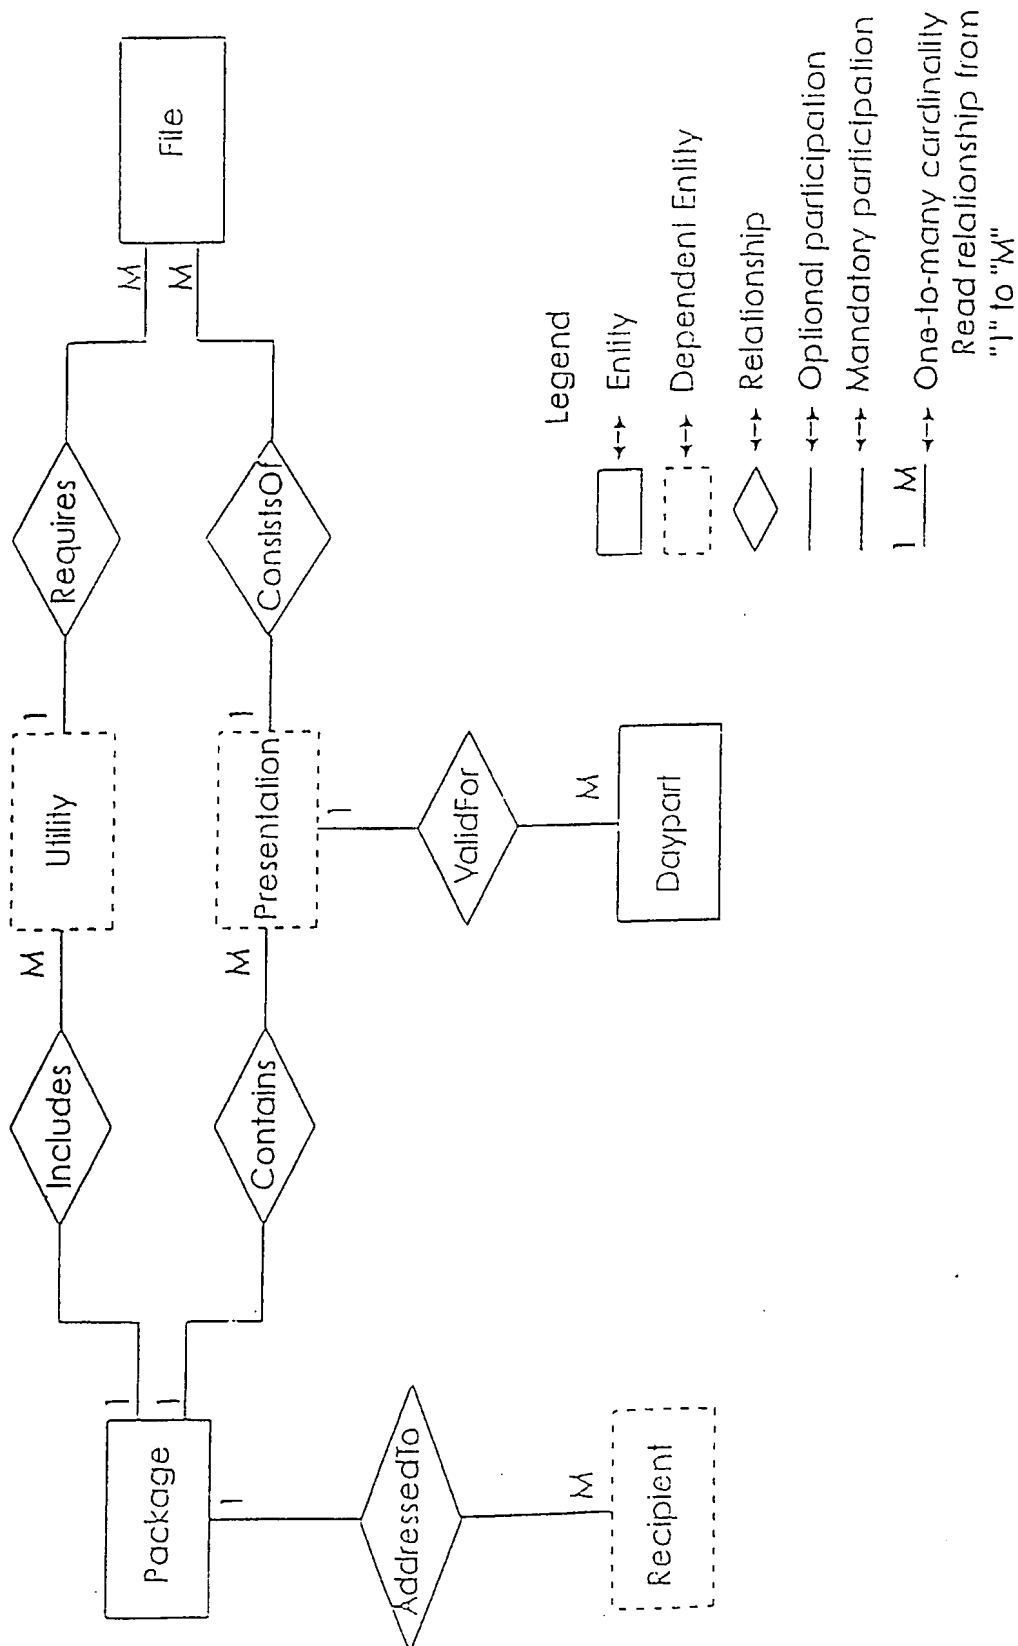 Utility
Includes
M
1
Requires
M
File
Package
1
1
M
Contains
M
Presentation
1
ConsistsOf
1
1
AddressedTo
ValidFor
M
M
Recipient
Daypart
Legend
Entity
Dependent Entity
Relationship
Optional participation
Mandatory participation
1 M
One-to-many cardinality
Read relationship from
"1" to "M"